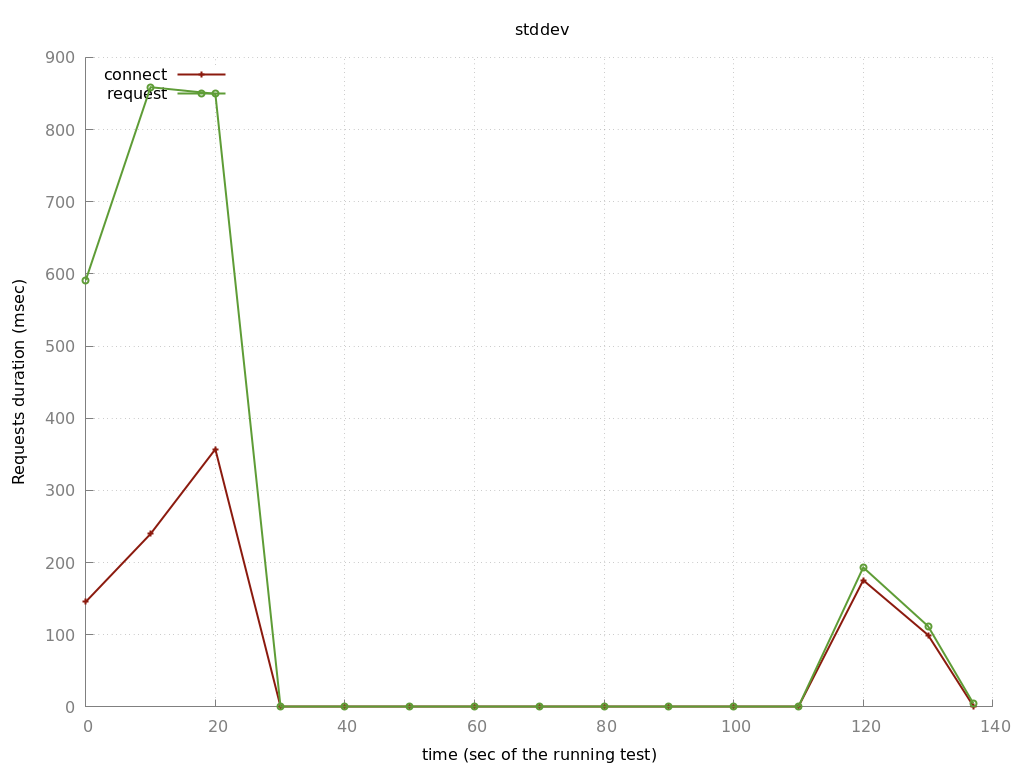 stddev
900
connect
request
800
700
600
500
400
300
200
100
0
Requests duration (msec)
0 20 40 60 80 100 120 140
time (sec of the running test)